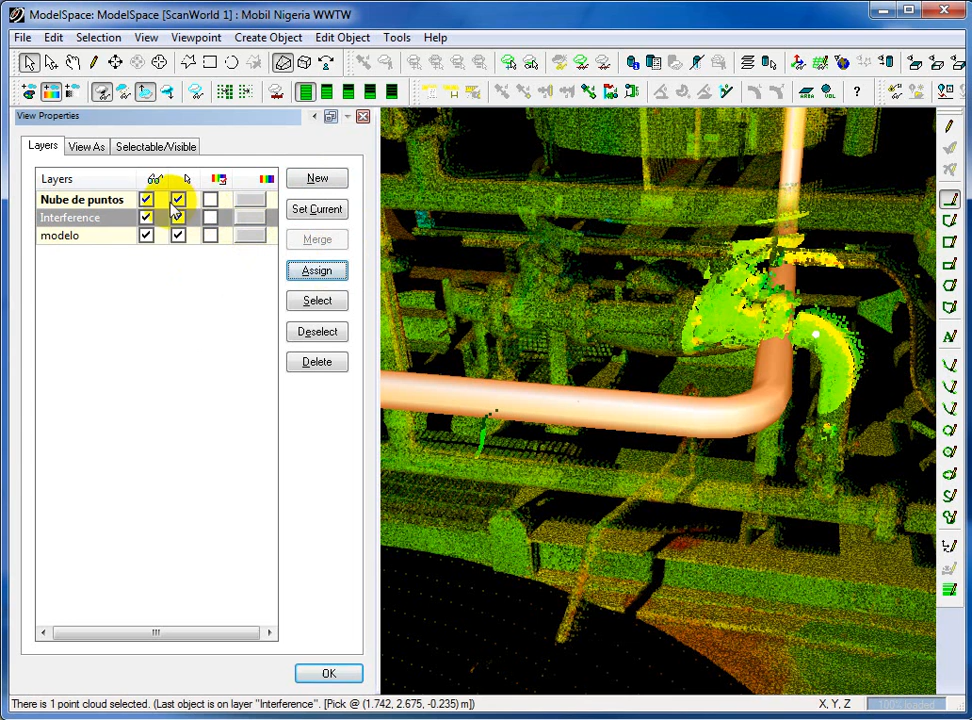 ModelSpace: ModelSpace [ScanWorld 1] : Mobil Nigeria WWTW
File Edit Selection View Viewpoint Create Object Edit Object Tools Help
View Properties
Layers View As Selectable/Visible
Layers
Nube de puntos
Interference
modelo
New
Set Current
Merge
Assign
Select
Deselect
Delete
OK
There is 1 point cloud selected. (Last object is on layer "Interference". [Pick @ (1.742, 2.675, -0.235) m]) X, Y, Z 100% loaded